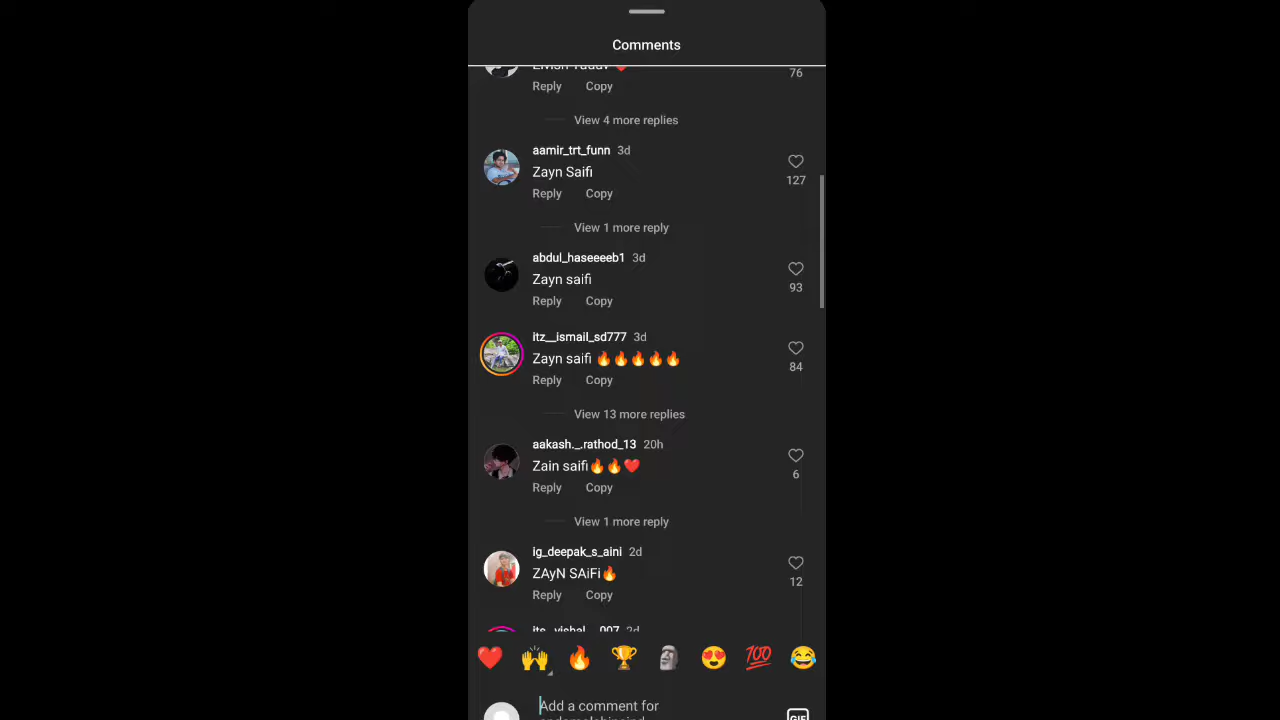 Comments
Elvish Yadav ❤️
76
Reply Copy
View 4 more replies
aamir_trt_funn 3d
Zayn Saifi
127
Reply Copy
View 1 more reply
abdul_haseeeeb1 3d
Zayn saifi
93
Reply Copy
itz__ismail_sd777 3d
Zayn saifi 🔥🔥🔥🔥🔥
84
Reply Copy
View 13 more replies
aakash._.rathod_13 20h
Zain saifi🔥🔥❤️
6
Reply Copy
View 1 more reply
ig_deepak_s_aini 2d
ZAyN SAiFi🔥
12
Reply Copy
❤️ 🙌 🔥 🏆 🗿 😍 💯 😂
Add a comment for
GIF